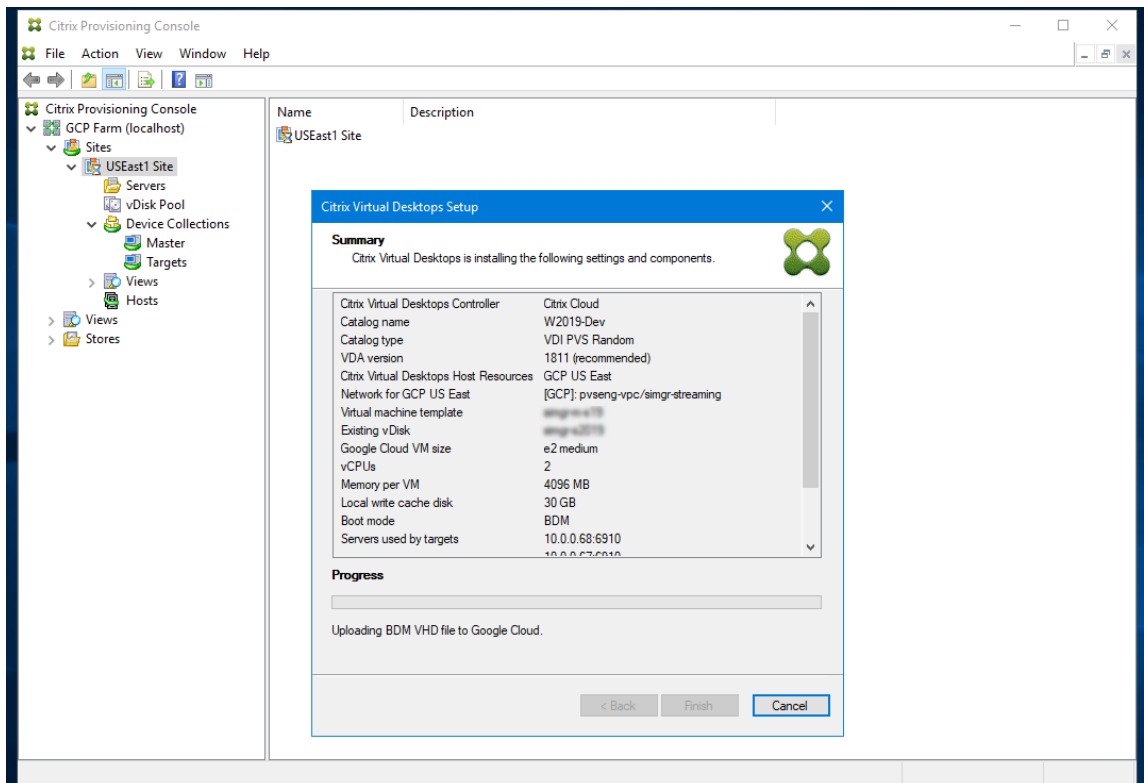 Citrix Provisioning Console
File Action View Window Help
Citrix Provisioning Console
GCP Farm (localhost)
Sites
USEast1 Site
Servers
vDisk Pool
Device Collections
Master
Targets
Views
Hosts
Views
Stores
Name Description
USEast1 Site
Citrix Virtual Desktops Setup
Summary
Citrix Virtual Desktops is installing the following settings and components.
Citrix Virtual Desktops Controller Citrix Cloud
Catalog name W2019-Dev
Catalog type VDI PVS Random
VDA version 1811 (recommended)
Citrix Virtual Desktops Host Resources GCP US East
Network for GCP US East [GCP]: pvseng-vpc/simgr-streaming
Virtual machine template
Existing vDisk
Google Cloud VM size e2 medium
vCPUs 2
Memory per VM 4096 MB
Local write cache disk 30 GB
Boot mode BDM
Servers used by targets 10.0.0.68:6910
10.0.0.67:6910
Progress
Uploading BDM VHD file to Google Cloud.
< Back Finish Cancel